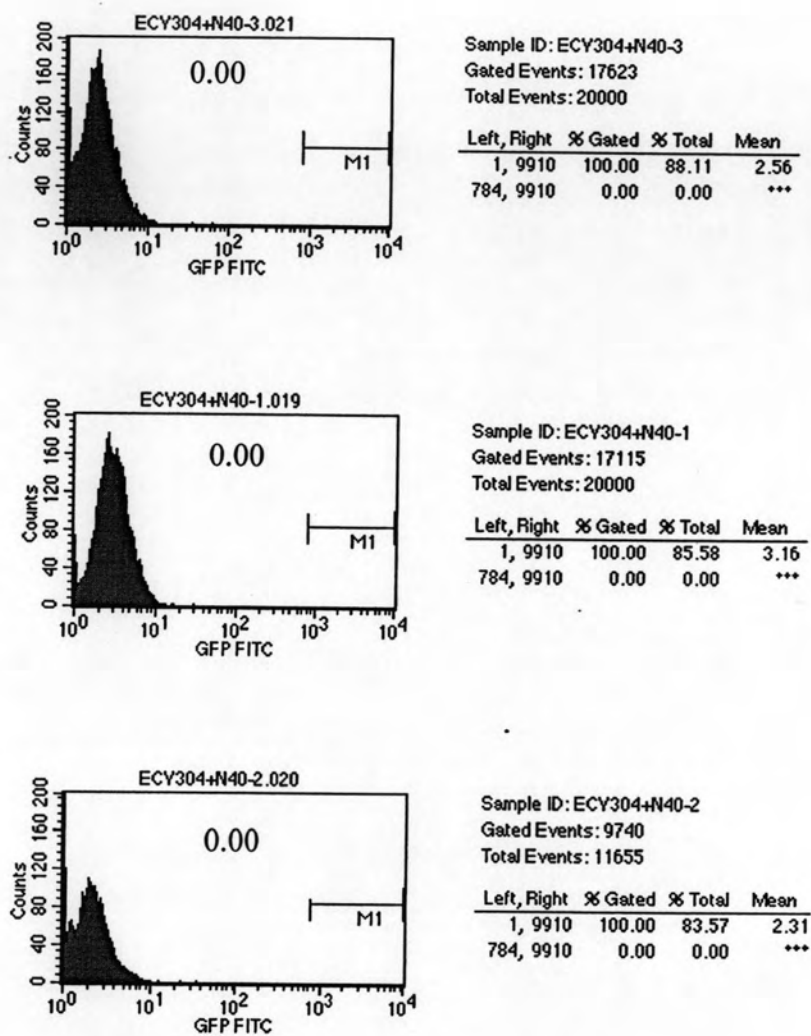 ECY304+N40-3.021
0.00
M1
Counts
0 40 80 120 160 200
10^0 10^1 10^2 10^3 10^4
GFP FITC
Sample ID: ECY304+N40-3
Gated Events: 17623
Total Events: 20000
Left, Right % Gated % Total Mean
1, 9910 100.00 88.11 2.56
784, 9910 0.00 0.00 ***
ECY304+N40-1.019
0.00
M1
Counts
0 40 80 120 160 200
10^0 10^1 10^2 10^3 10^4
GFP FITC
Sample ID: ECY304+N40-1
Gated Events: 17115
Total Events: 20000
Left, Right % Gated % Total Mean
1, 9910 100.00 85.58 3.16
784, 9910 0.00 0.00 ***
ECY304+N40-2.020
0.00
M1
Counts
0 40 80 120 160 200
10^0 10^1 10^2 10^3 10^4
GFP FITC
Sample ID: ECY304+N40-2
Gated Events: 9740
Total Events: 11655
Left, Right % Gated % Total Mean
1, 9910 100.00 83.57 2.31
784, 9910 0.00 0.00 ***